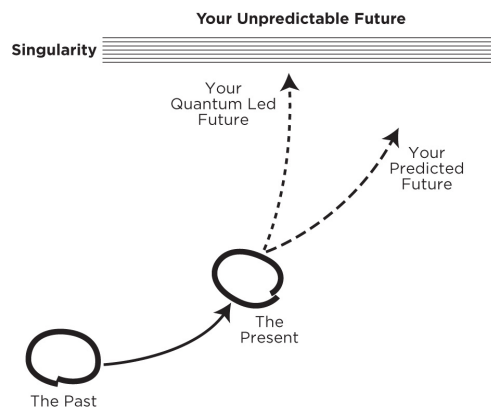 Your Unpredictable Future
Singularity
Your
Quantum Led
Future
Your
Predicted
Future
The
Present
The Past